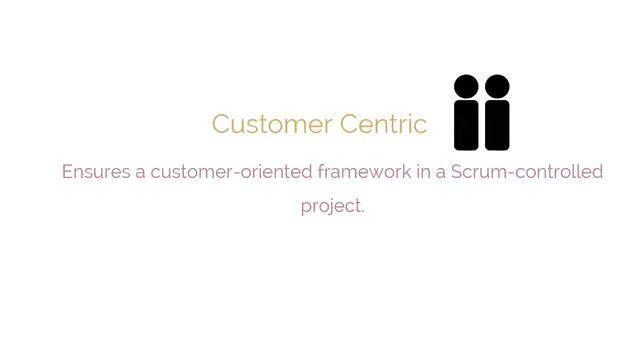 Customer Centric
Ensures a customer-oriented framework in a Scrum-controlled
project.